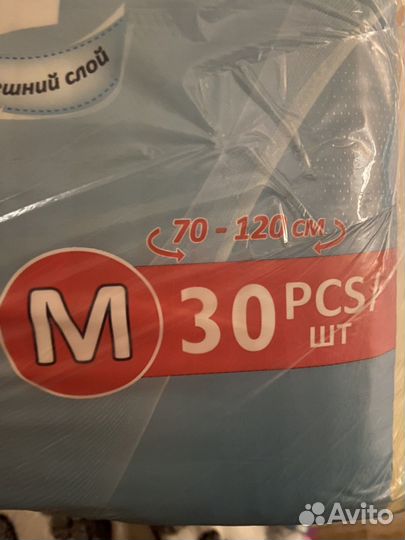 шний слой
70 - 120 см
M 30 PCS/
ШТ
Avito